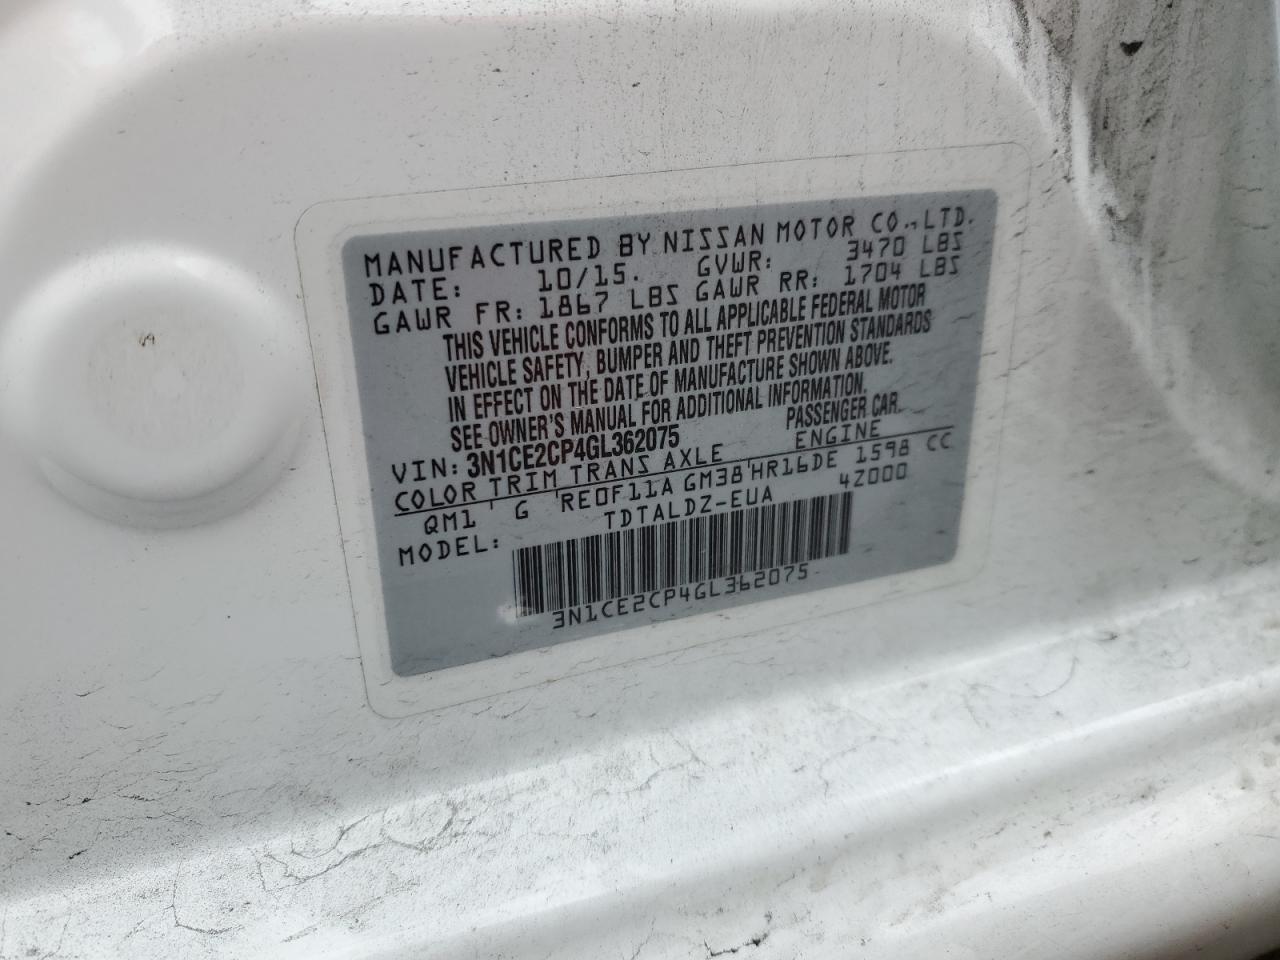 MANUFACTURED BY NISSAN MOTOR CO.,LTD.
DATE: 10/15. GVWR: 3470 LBS
GAWR FR: 1867 LBS GAWR RR: 1704 LBS
THIS VEHICLE CONFORMS TO ALL APPLICABLE FEDERAL MOTOR
VEHICLE SAFETY, BUMPER AND THEFT PREVENTION STANDARDS
IN EFFECT ON THE DATE OF MANUFACTURE SHOWN ABOVE.
SEE OWNER'S MANUAL FOR ADDITIONAL INFORMATION.
VIN: 3N1CE2CP4GL362075 PASSENGER CAR.
COLOR TRIM TRANS AXLE ENGINE
QM1 ' G 'RE0F11A GM38'HR16DE 1598 CC
MODEL: TDTALDZ-EUA 4Z000
3N1CE2CP4GL362075